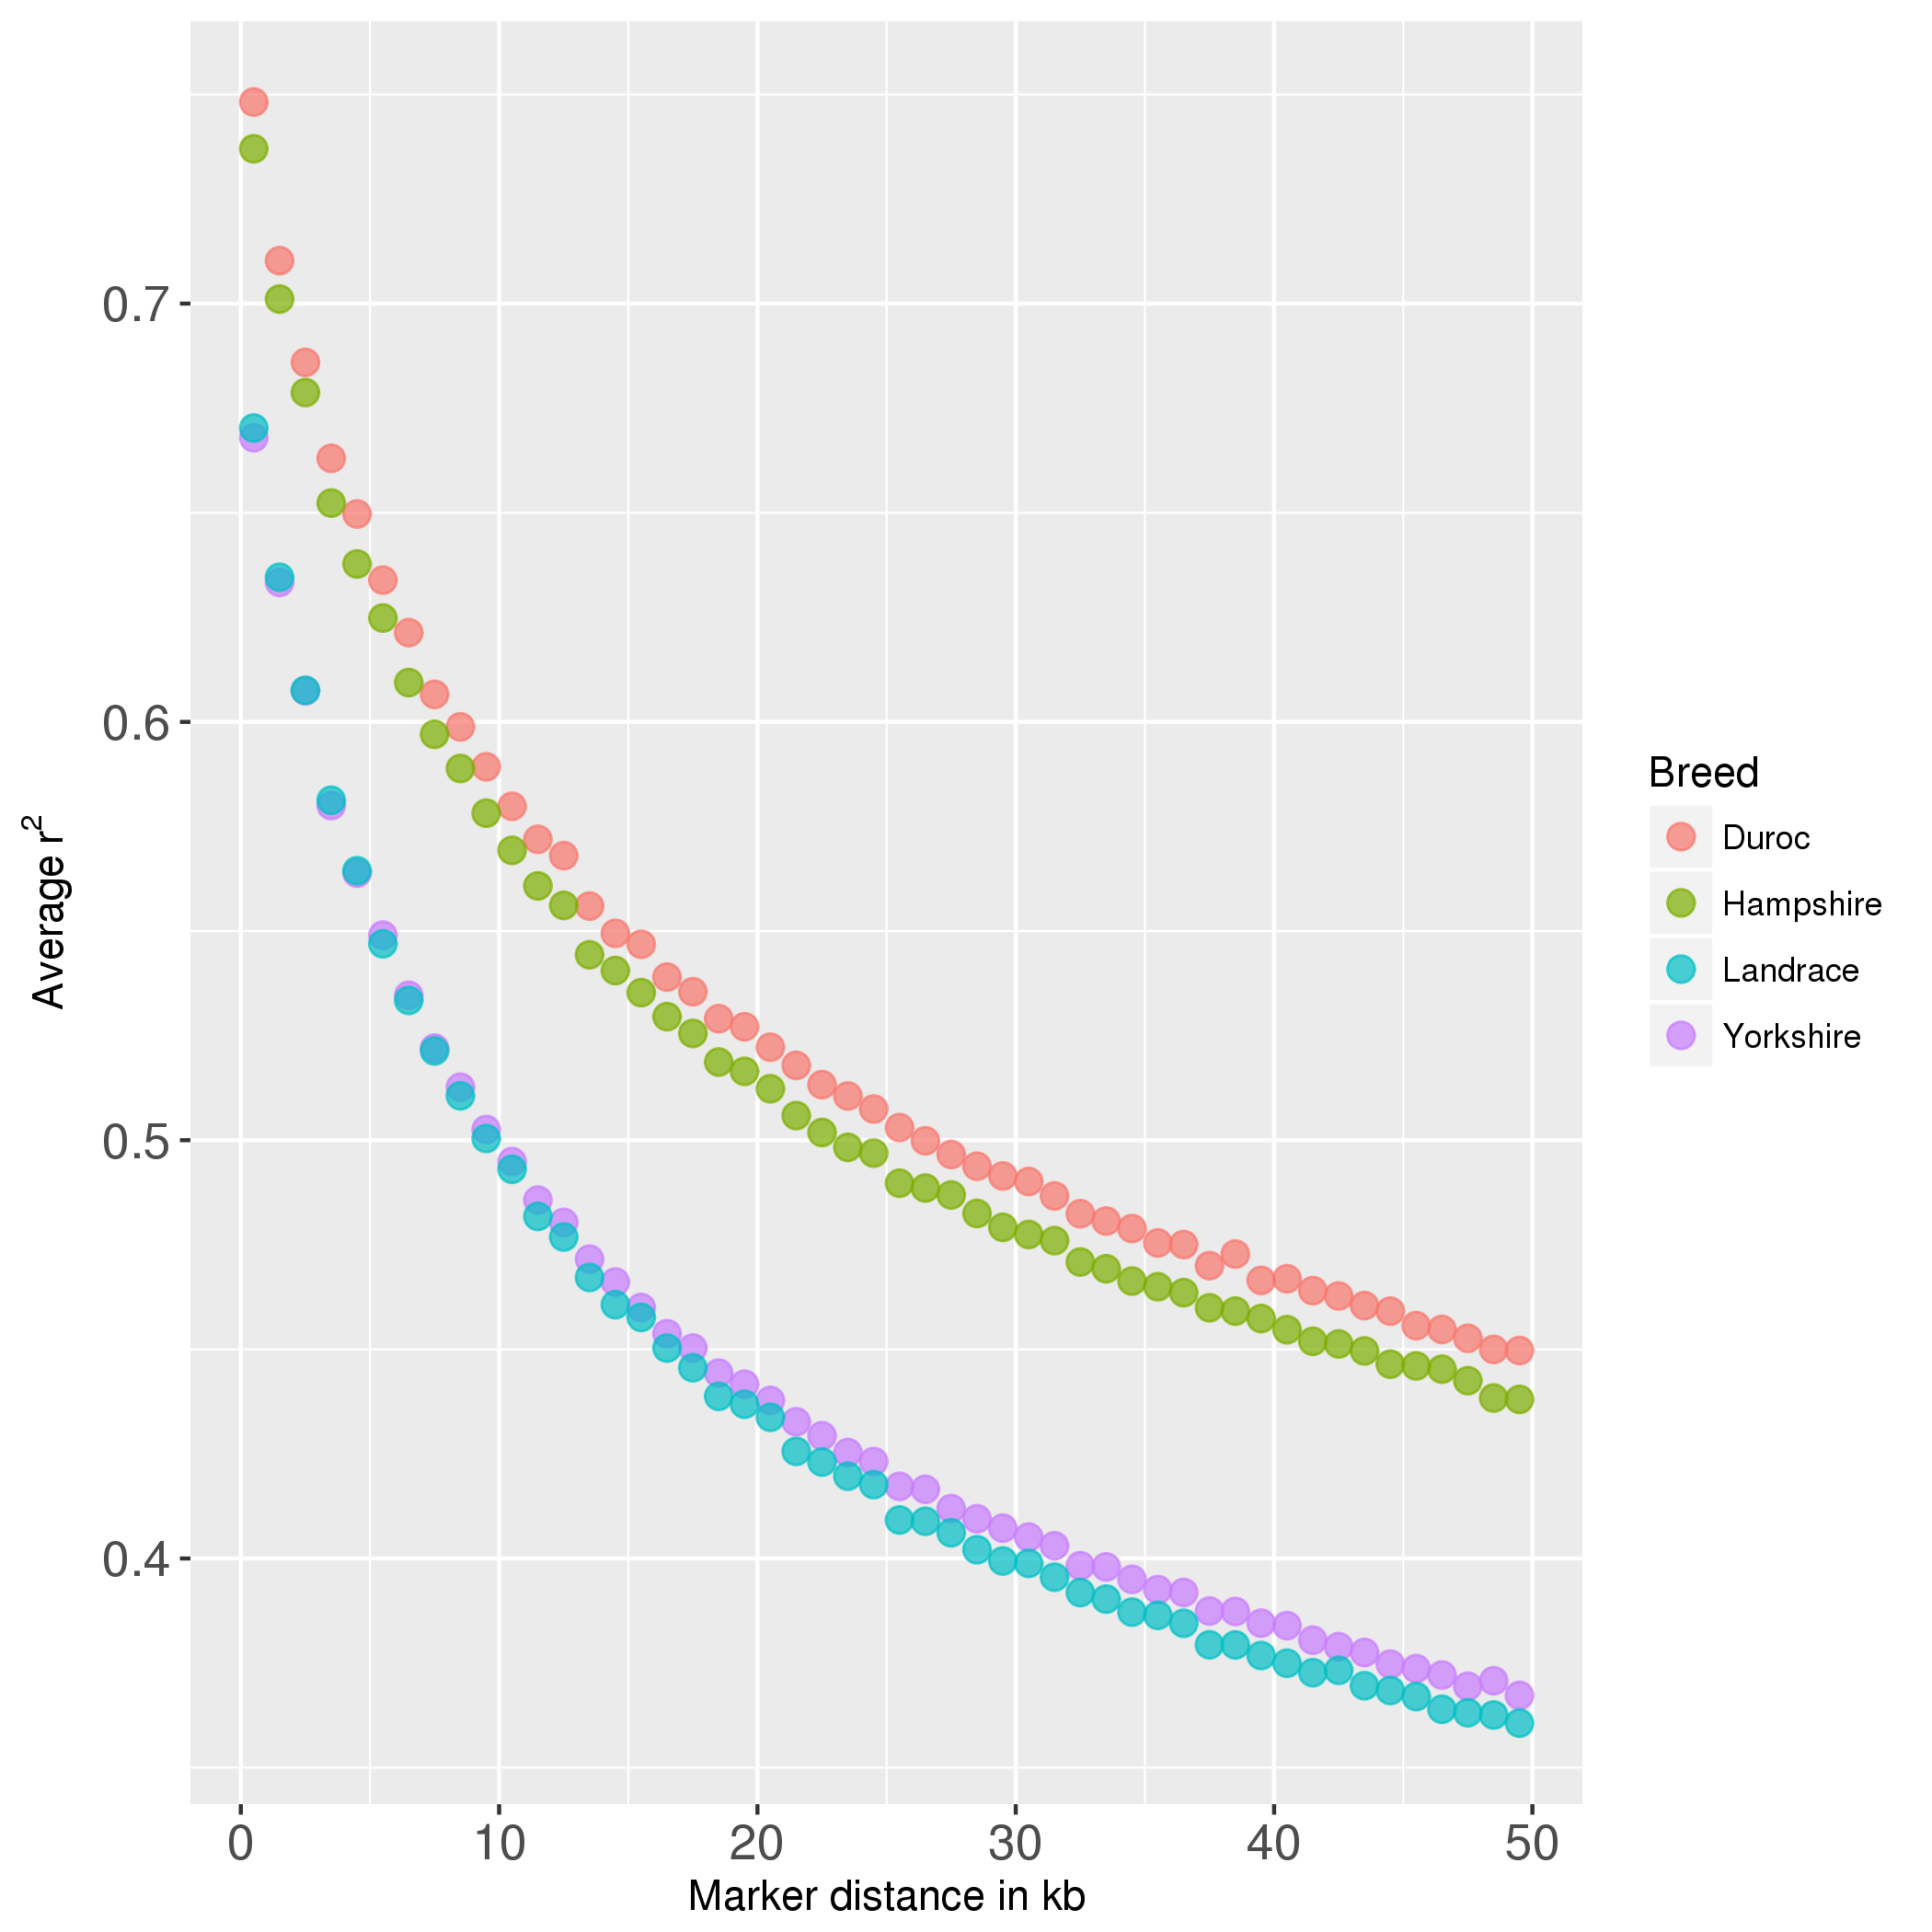 0.7
0.6
0.5
0.4
Average r²
0 10 20 30 40 50
Marker distance in kb
Breed
Duroc
Hampshire
Landrace
Yorkshire